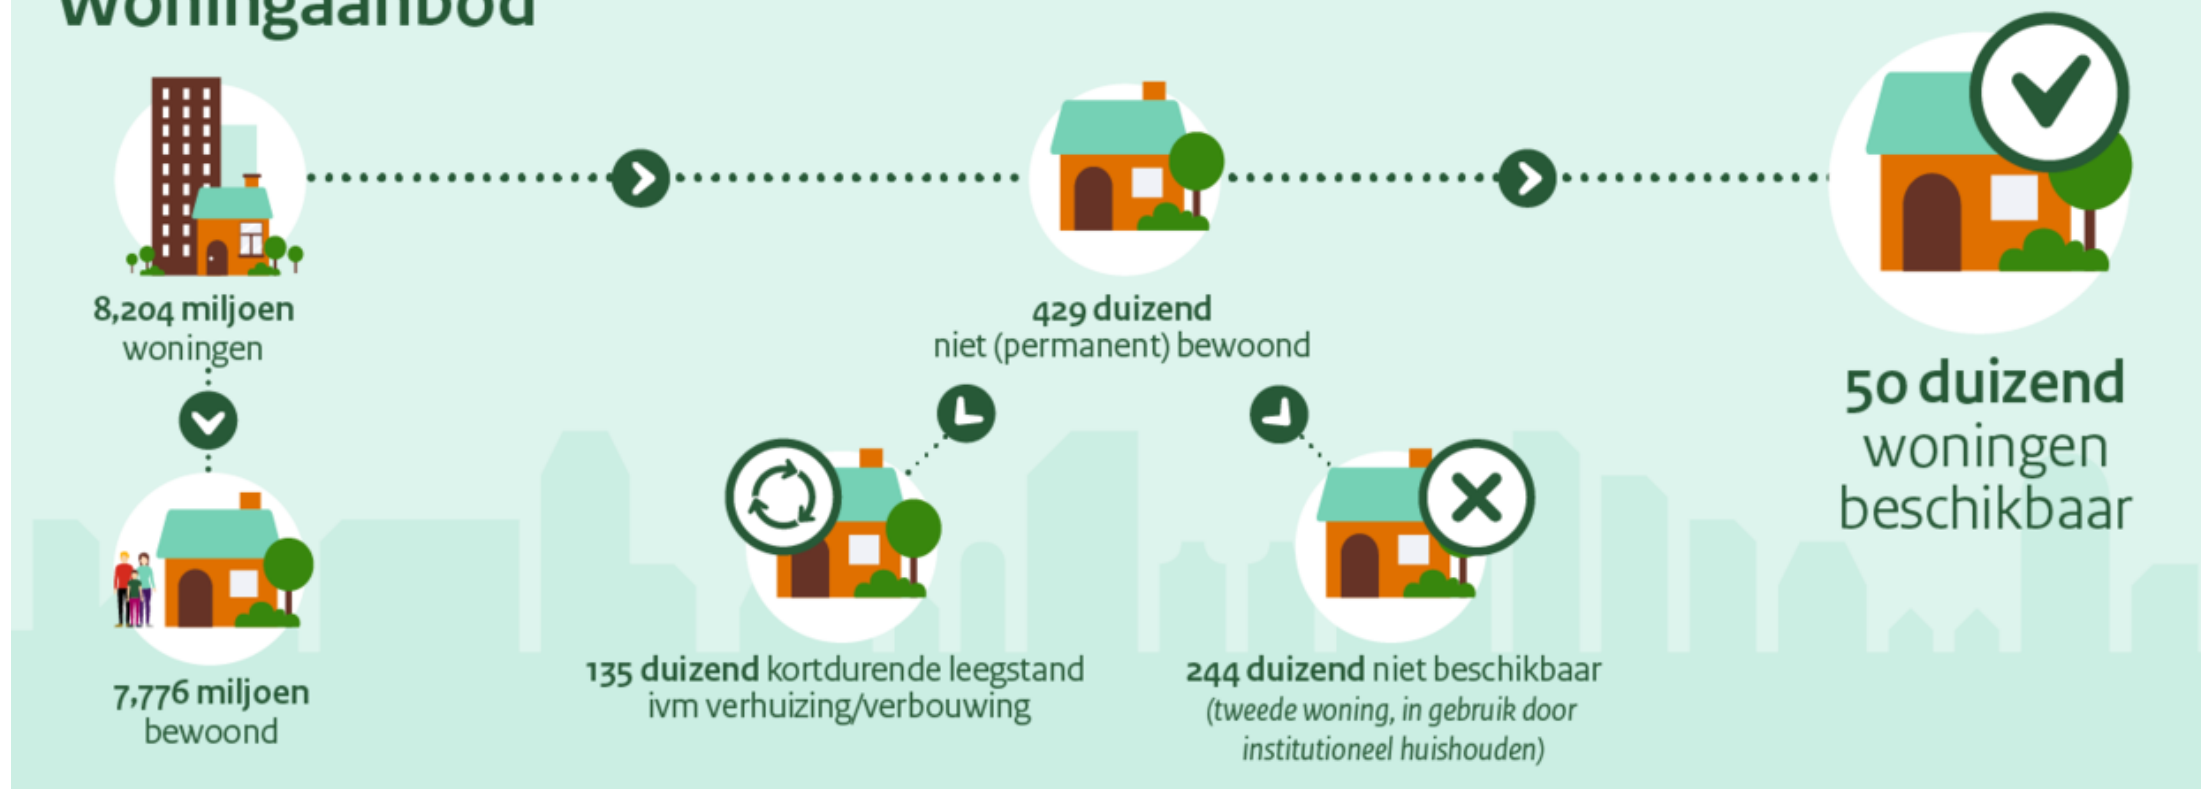 Woningaanbod
8,204 miljoen
woningen
429 duizend
niet (permanent) bewoond
50 duizend
woningen
beschikbaar
7,776 miljoen
bewoond
135 duizend kortdurende leegstand
ivm verhuizing/verbouwing
244 duizend niet beschikbaar
(tweede woning, in gebruik door
institutioneel huishouden)